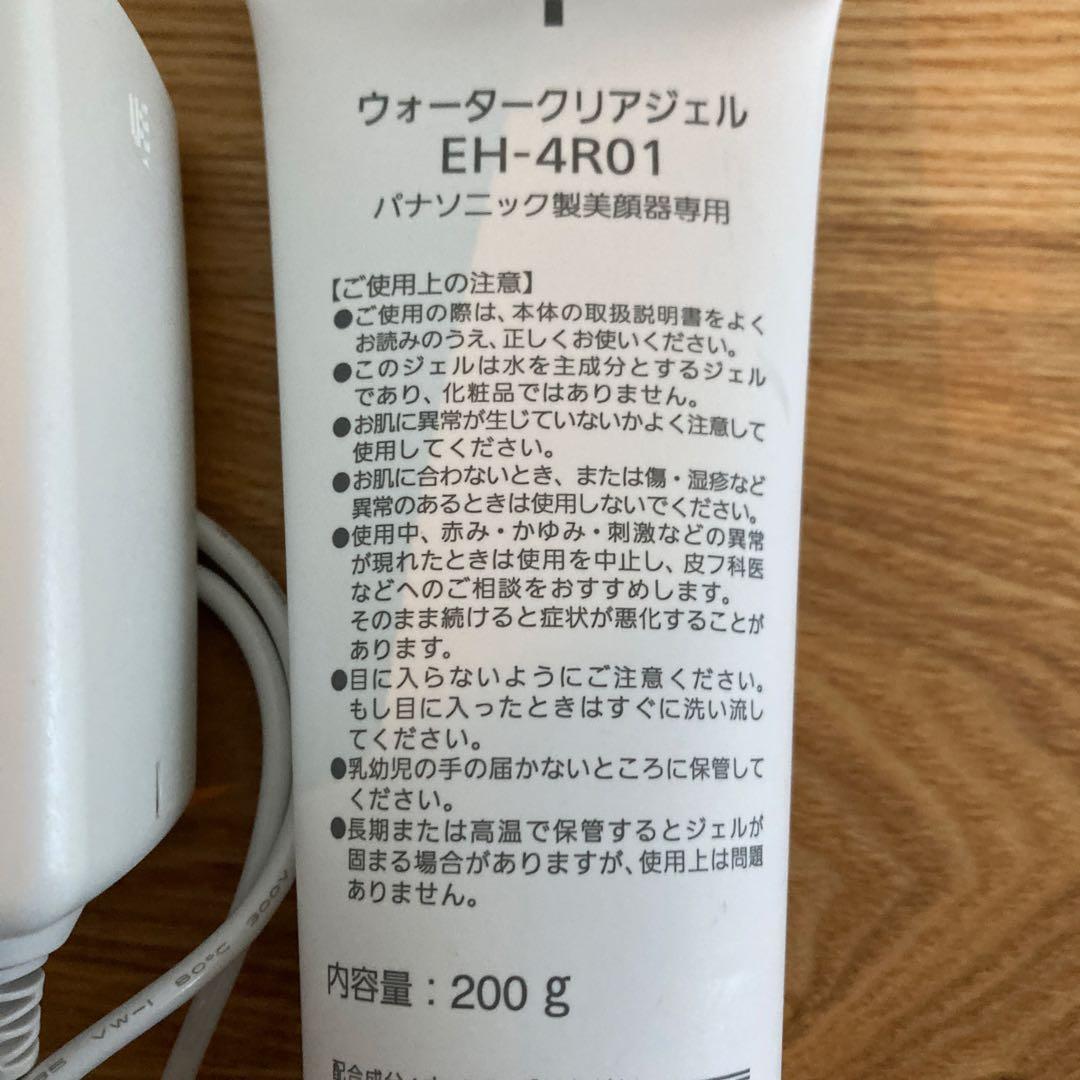 ウォータークリアジェル
EH-4R01
パナソニック製美顔器専用
【ご使用上の注意】
●ご使用の際は、本体の取扱説明書をよく
お読みのうえ、正しくお使いください。
●このジェルは水を主成分とするジェル
であり、化粧品ではありません。
●お肌に異常が生じていないかよく注意して
使用してください。
●お肌に合わないとき、または傷・湿疹など
異常のあるときは使用しないでください。
●使用中、赤み・かゆみ・刺激などの異常
が現れたときは使用を中止し、皮フ科医
などへのご相談をおすすめします。
そのまま続けると症状が悪化することが
あります。
●目に入らないようにご注意ください。
もし目に入ったときはすぐに洗い流し
てください。
●乳幼児の手の届かないところに保管して
ください。
●長期または高温で保管するとジェルが
固まる場合がありますが、使用上は問題
ありません。
内容量：200 g
配合成分
VW-1 80℃ 300V